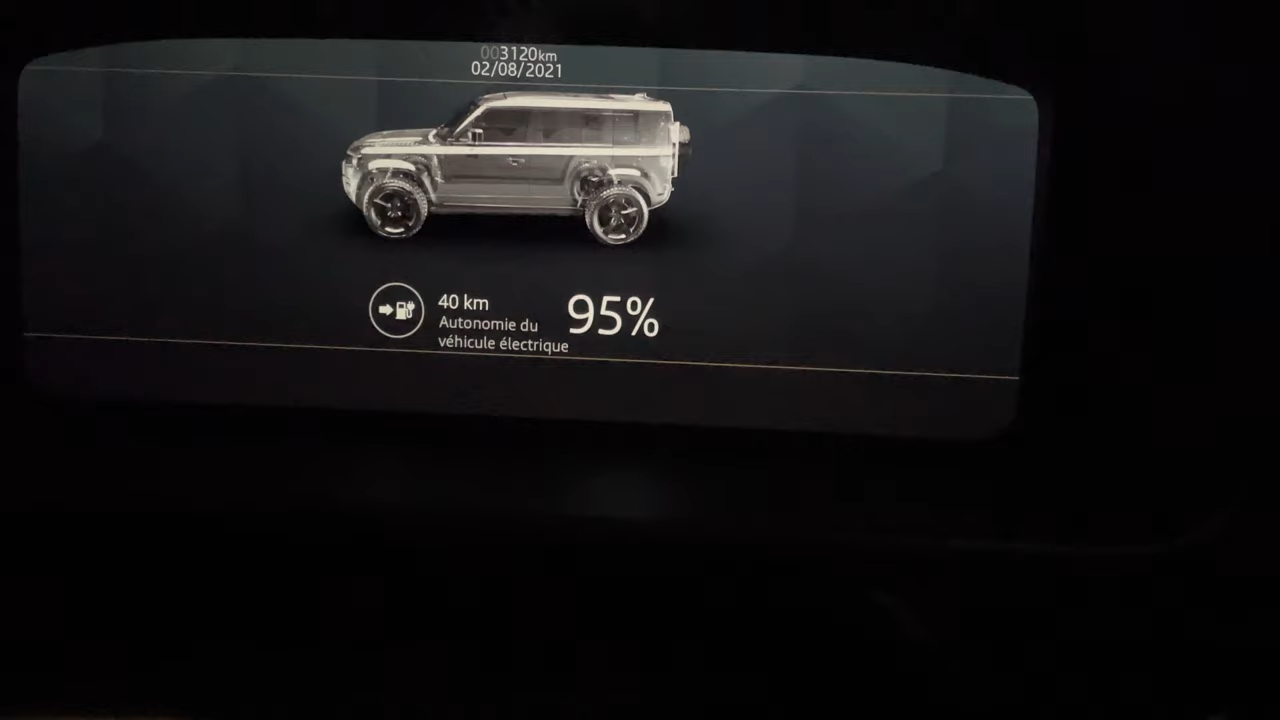 003120km
02/08/2021
40 km
95%
Autonomie du
véhicule électrique